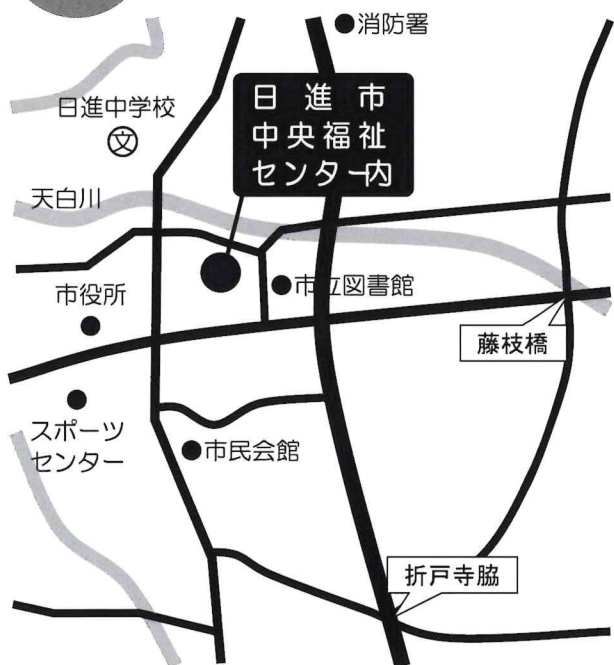 消防署
日進市
中央福祉
センター内
日進中学校
文
天白川
市役所
市立図書館
藤枝橋
スポーツ
センター
市民会館
折戸寺脇